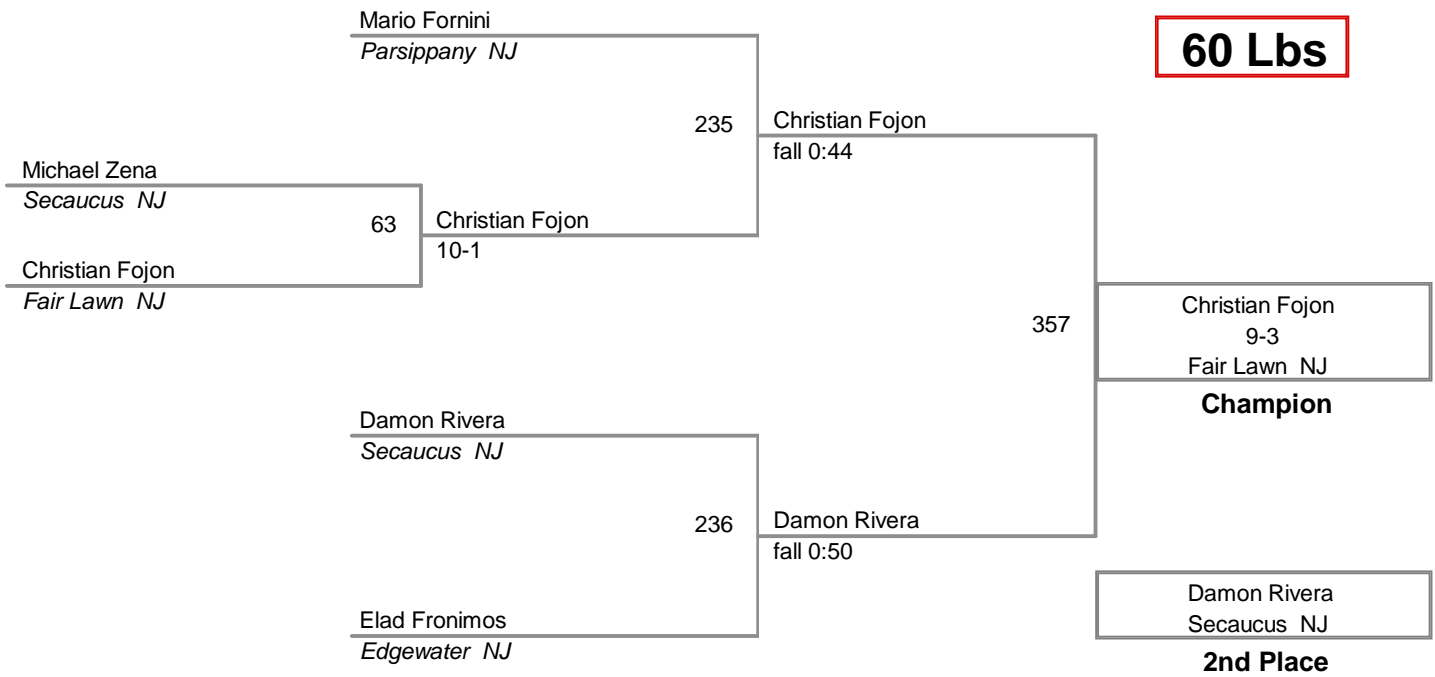 Mario Fornini
Parsippany NJ
60 Lbs
235
Christian Fojon
fall 0:44
Michael Zena
Secaucus NJ
63
Christian Fojon
10-1
Christian Fojon
Fair Lawn NJ
357
Christian Fojon
9-3
Fair Lawn NJ
Champion
Damon Rivera
Secaucus NJ
236
Damon Rivera
fall 0:50
Elad Fronimos
Edgewater NJ
Damon Rivera
Secaucus NJ
2nd Place